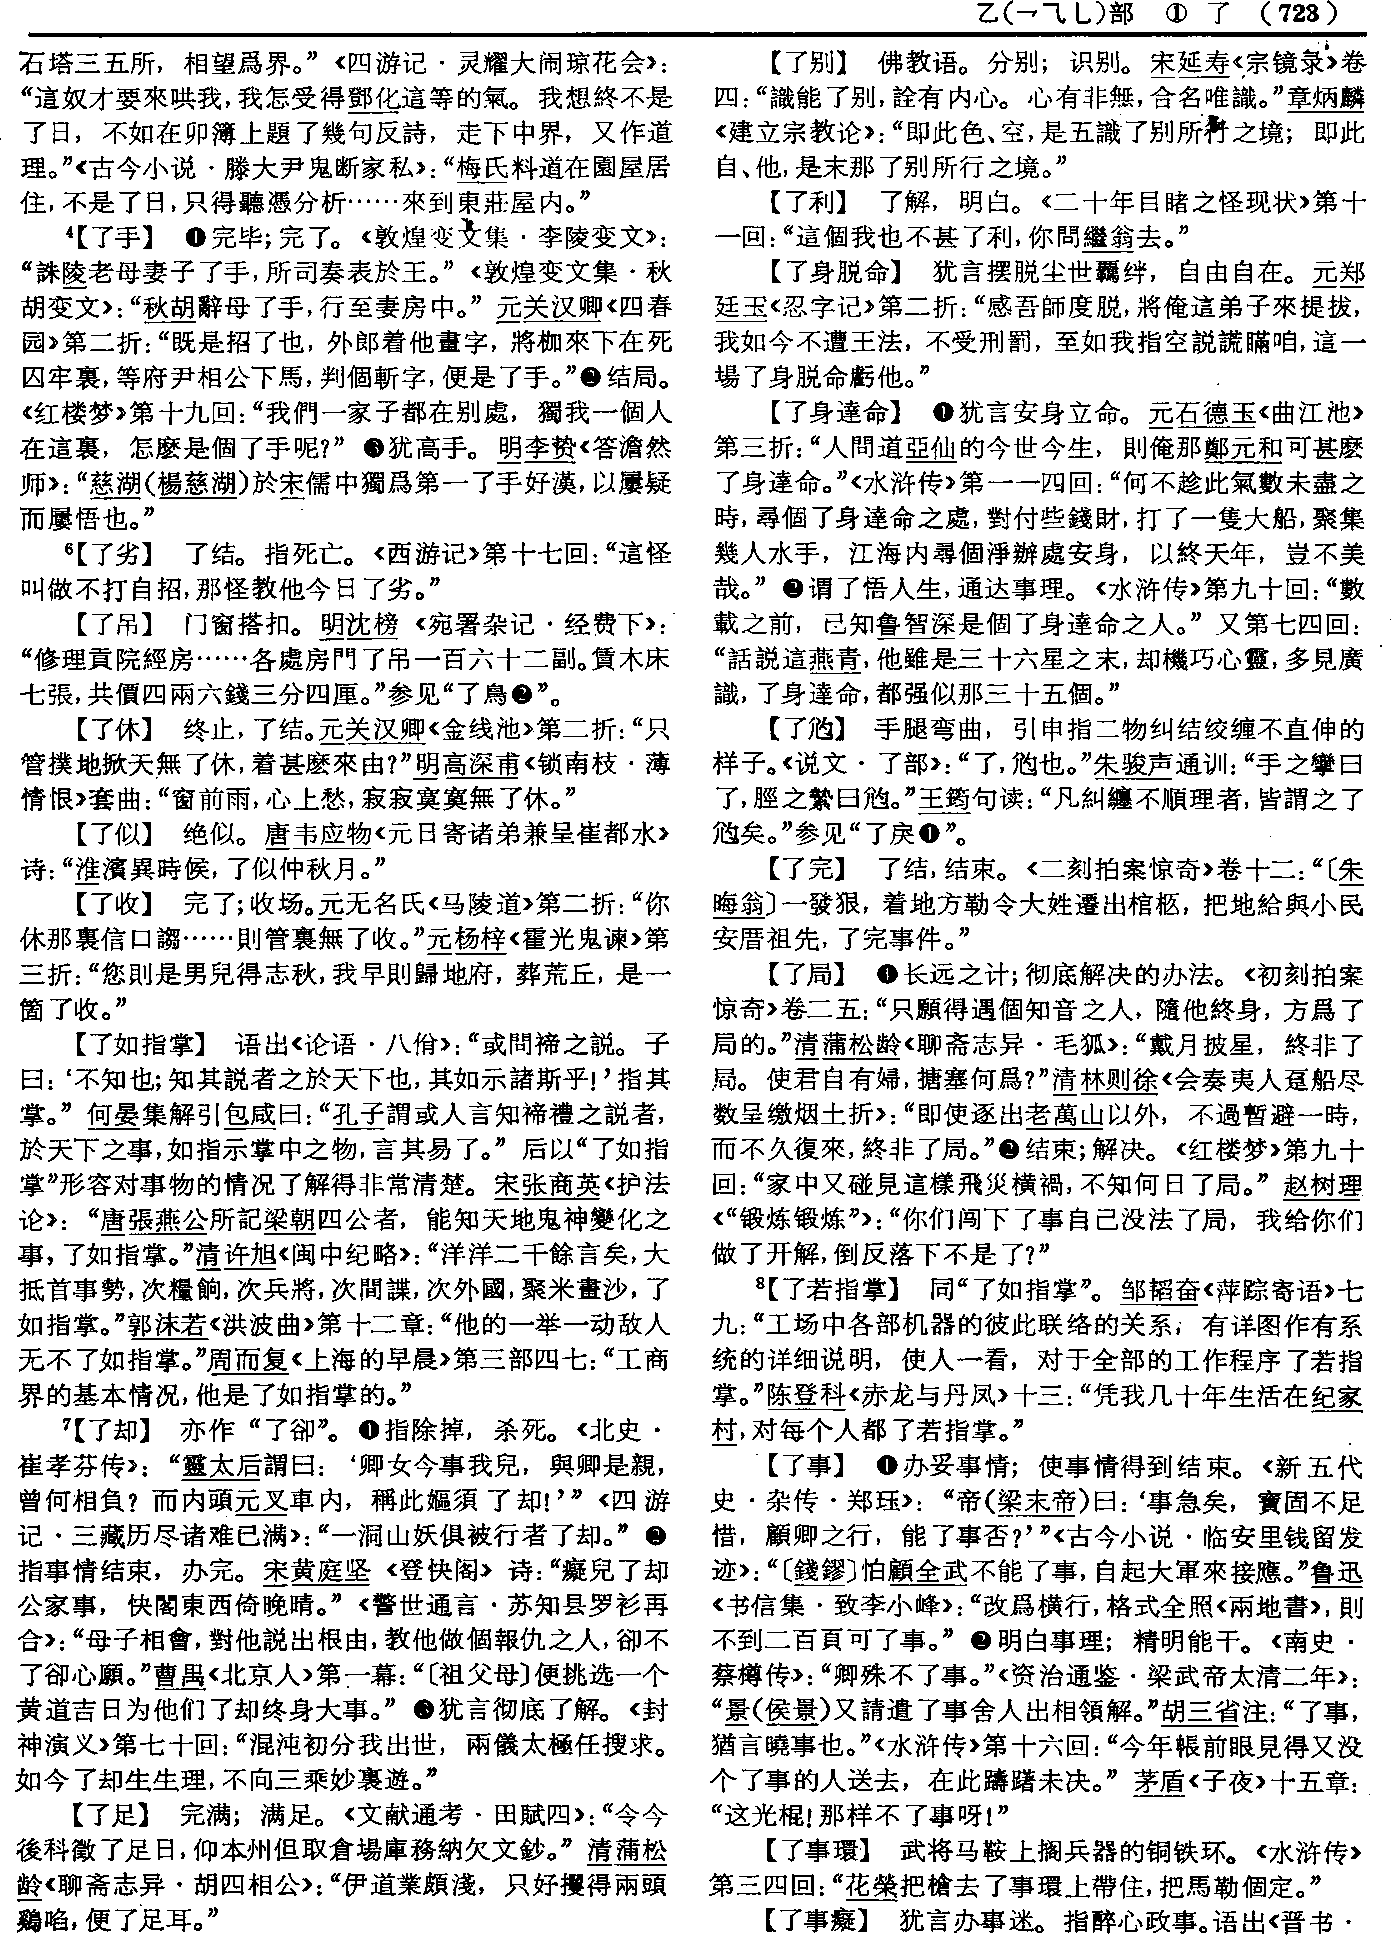 乙(乛⺄乚)部 ① 了 (723)
石塔三五所，相望爲界。”《四游记·灵耀大闹琼花会》：
“這奴才要來哄我，我怎受得鄧化這等的氣。我想終不是
了日，不如在卯簿上題了幾句反詩，走下中界，又作道
理。”《古今小说·滕大尹鬼断家私》：“梅氏料道在園屋居
住，不是了日，只得聽憑分析……來到東莊屋内。”
⁴【了手】 ❶完毕；完了。《敦煌变文集·李陵变文》：
“誅陵老母妻子了手，所司奏表於王。”《敦煌变文集·秋
胡变文》：“秋胡辭母了手，行至妻房中。” 元关汉卿《四春
园》第二折：“既是招了也，外郎着他畫字，將枷來下在死
囚牢裏，等府尹相公下馬，判個斬字，便是了手。”❷结局。
《红楼梦》第十九回：“我們一家子都在别處，獨我一個人
在這裏，怎麽是個了手呢？” ❸犹高手。明李贽《答澹然
师》：“慈湖(楊慈湖)於宋儒中獨爲第一了手好漢，以屢疑
而屢悟也。”
⁶【了劣】 了结。指死亡。《西游记》第十七回：“這怪
叫做不打自招，那怪教他今日了劣。”
【了吊】 门窗搭扣。明沈榜《宛署杂记·经费下》：
“修理貢院經房……各處房門了吊一百六十二副。賃木床
七張，共價四兩六錢三分四厘。”参见“了鳥❷”。
【了休】 终止，了结。元关汉卿《金线池》第二折：“只
管撲地掀天無了休，着甚麽來由？”明高深甫《锁南枝·薄
情恨》套曲：“窗前雨，心上愁，寂寂寞寞無了休。”
【了似】 绝似。唐韦应物《元日寄诸弟兼呈崔都水》
诗：“淮濱異時候，了似仲秋月。”
【了收】 完了；收场。元无名氏《马陵道》第二折：“你
休那裏信口謅……則管裏無了收。”元杨梓《霍光鬼谏》第
三折：“您則是男兒得志秋，我早則歸地府，葬荒丘，是一
箇了收。”
【了如指掌】 语出《论语·八佾》：“或問禘之説。子
曰：‘不知也；知其説者之於天下也，其如示諸斯乎！’指其
掌。” 何晏集解引包咸曰：“孔子謂或人言知禘禮之説者，
於天下之事，如指示掌中之物，言其易了。” 后以“了如指
掌”形容对事物的情况了解得非常清楚。宋张商英《护法
论》：“唐張燕公所記梁朝四公者，能知天地鬼神變化之
事，了如指掌。”清许旭《闽中纪略》：“洋洋二千餘言矣，大
抵首事勢，次糧餉，次兵將，次間諜，次外國，聚米畫沙，了
如指掌。”郭沫若《洪波曲》第十二章：“他的一举一动敌人
无不了如指掌。”周而复《上海的早晨》第三部四七：“工商
界的基本情况，他是了如指掌的。”
⁷【了却】 亦作“了卻”。❶指除掉，杀死。《北史·
崔孝芬传》：“靈太后謂曰：‘卿女今事我兒，與卿是親，
曾何相負？而内頭元叉車内，稱此嫗須了却！’”《四游
记·三藏历尽诸难已满》：“一洞山妖俱被行者了却。” ❷
指事情结束，办完。宋黄庭坚《登快阁》诗：“癡兒了却
公家事，快閣東西倚晚晴。”《警世通言·苏知县罗衫再
合》：“母子相會，對他説出根由，教他做個報仇之人，卻不
了卻心願。”曹禺《北京人》第一幕：“〔祖父母〕便挑选一个
黄道吉日为他们了却终身大事。” ❸犹言彻底了解。《封
神演义》第七十回：“混沌初分我出世，兩儀太極任搜求。
如今了却生生理，不向三乘妙裏遊。”
【了足】 完满；满足。《文献通考·田赋四》：“令今
後科徵了足日，仰本州但取倉場庫務納欠文鈔。” 清蒲松
龄《聊斋志异·胡四相公》：“伊道業頗淺，只好攫得兩頭
鷄啗，便了足耳。”
【了别】 佛教语。分别；识别。宋延寿《宗镜录》卷
四：“識能了别，詮有内心。心有非無，合名唯識。”章炳麟
《建立宗教论》：“即此色、空，是五識了别所行之境；即此
自、他，是末那了别所行之境。”
【了利】 了解，明白。《二十年目睹之怪现状》第十
一回：“這個我也不甚了利，你問繼翁去。”
【了身脱命】 犹言摆脱尘世羁绊，自由自在。元郑
廷玉《忍字记》第二折：“感吾師度脱，將俺這弟子來提拔，
我如今不遭王法，不受刑罰，至如我指空説謊瞞咱，這一
場了身脱命虧他。”
【了身達命】 ❶犹言安身立命。元石德玉《曲江池》
第三折：“人問道亞仙的今世今生，則俺那鄭元和可甚麽
了身達命。”《水浒传》第一一四回：“何不趁此氣數未盡之
時，尋個了身達命之處，對付些錢財，打了一隻大船，聚集
幾人水手，江海内尋個淨辦處安身，以終天年，豈不美
哉。” ❷谓了悟人生，通达事理。《水浒传》第九十回：“數
載之前，已知鲁智深是個了身達命之人。” 又第七四回：
“話説這燕青，他雖是三十六星之末，却機巧心靈，多見廣
識，了身達命，都强似那三十五個。”
【了尥】 手腿弯曲，引申指二物纠结绞缠不直伸的
样子。《说文·了部》：“了，尥也。”朱骏声通训：“手之攣曰
了，脛之縶曰尥。”王筠句读：“凡糾纏不順理者，皆謂之了
尥矣。”参见“了戾❶”。
【了完】 了结，结束。《二刻拍案惊奇》卷十二：“〔朱
晦翁〕一發狠，着地方勒令大姓遷出棺柩，把地給與小民
安厝祖先，了完事件。”
【了局】 ❶长远之计；彻底解决的办法。《初刻拍案
惊奇》卷二五：“只願得遇個知音之人，隨他終身，方爲了
局的。”清蒲松龄《聊斋志异·毛狐》：“戴月披星，終非了
局。使君自有婦，搪塞何爲？”清林则徐《会奏夷人趸船尽
数呈缴烟土折》：“即使逐出老萬山以外，不過暫避一時，
而不久復來，終非了局。”❷结束；解决。《红楼梦》第九十
回：“家中又碰見這樣飛災横禍，不知何日了局。” 赵树理
《“锻炼锻炼”》：“你们闯下了事自己没法了局，我给你们
做了开解，倒反落下不是了？”
⁸【了若指掌】 同“了如指掌”。邹韬奋《萍踪寄语》七
九：“工场中各部机器的彼此联络的关系，有详图作有系
统的详细说明，使人一看，对于全部的工作程序了若指
掌。”陈登科《赤龙与丹凤》十三：“凭我几十年生活在纪家
村，对每个人都了若指掌。”
【了事】 ❶办妥事情；使事情得到结束。《新五代
史·杂传·郑珏》：“帝(梁末帝)曰：‘事急矣，寶固不足
惜，顧卿之行，能了事否？’”《古今小说·临安里钱留发
迹》：“〔錢鏐〕怕顧全武不能了事，自起大軍來接應。”鲁迅
《书信集·致李小峰》：“改爲横行，格式全照《兩地書》，則
不到二百頁可了事。” ❷明白事理；精明能干。《南史·
蔡樽传》：“卿殊不了事。”《资治通鉴·梁武帝太清二年》：
“景(侯景)又請遣了事舍人出相領解。”胡三省注：“了事，
猶言曉事也。”《水浒传》第十六回：“今年帳前眼見得又没
个了事的人送去，在此躊躇未决。” 茅盾《子夜》十五章：
“这光棍！那样不了事呀！”
【了事環】 武将马鞍上搁兵器的铜铁环。《水浒传》
第三四回：“花榮把槍去了事環上帶住，把馬勒個定。”
【了事癡】 犹言办事迷。指醉心政事。语出《晋书·